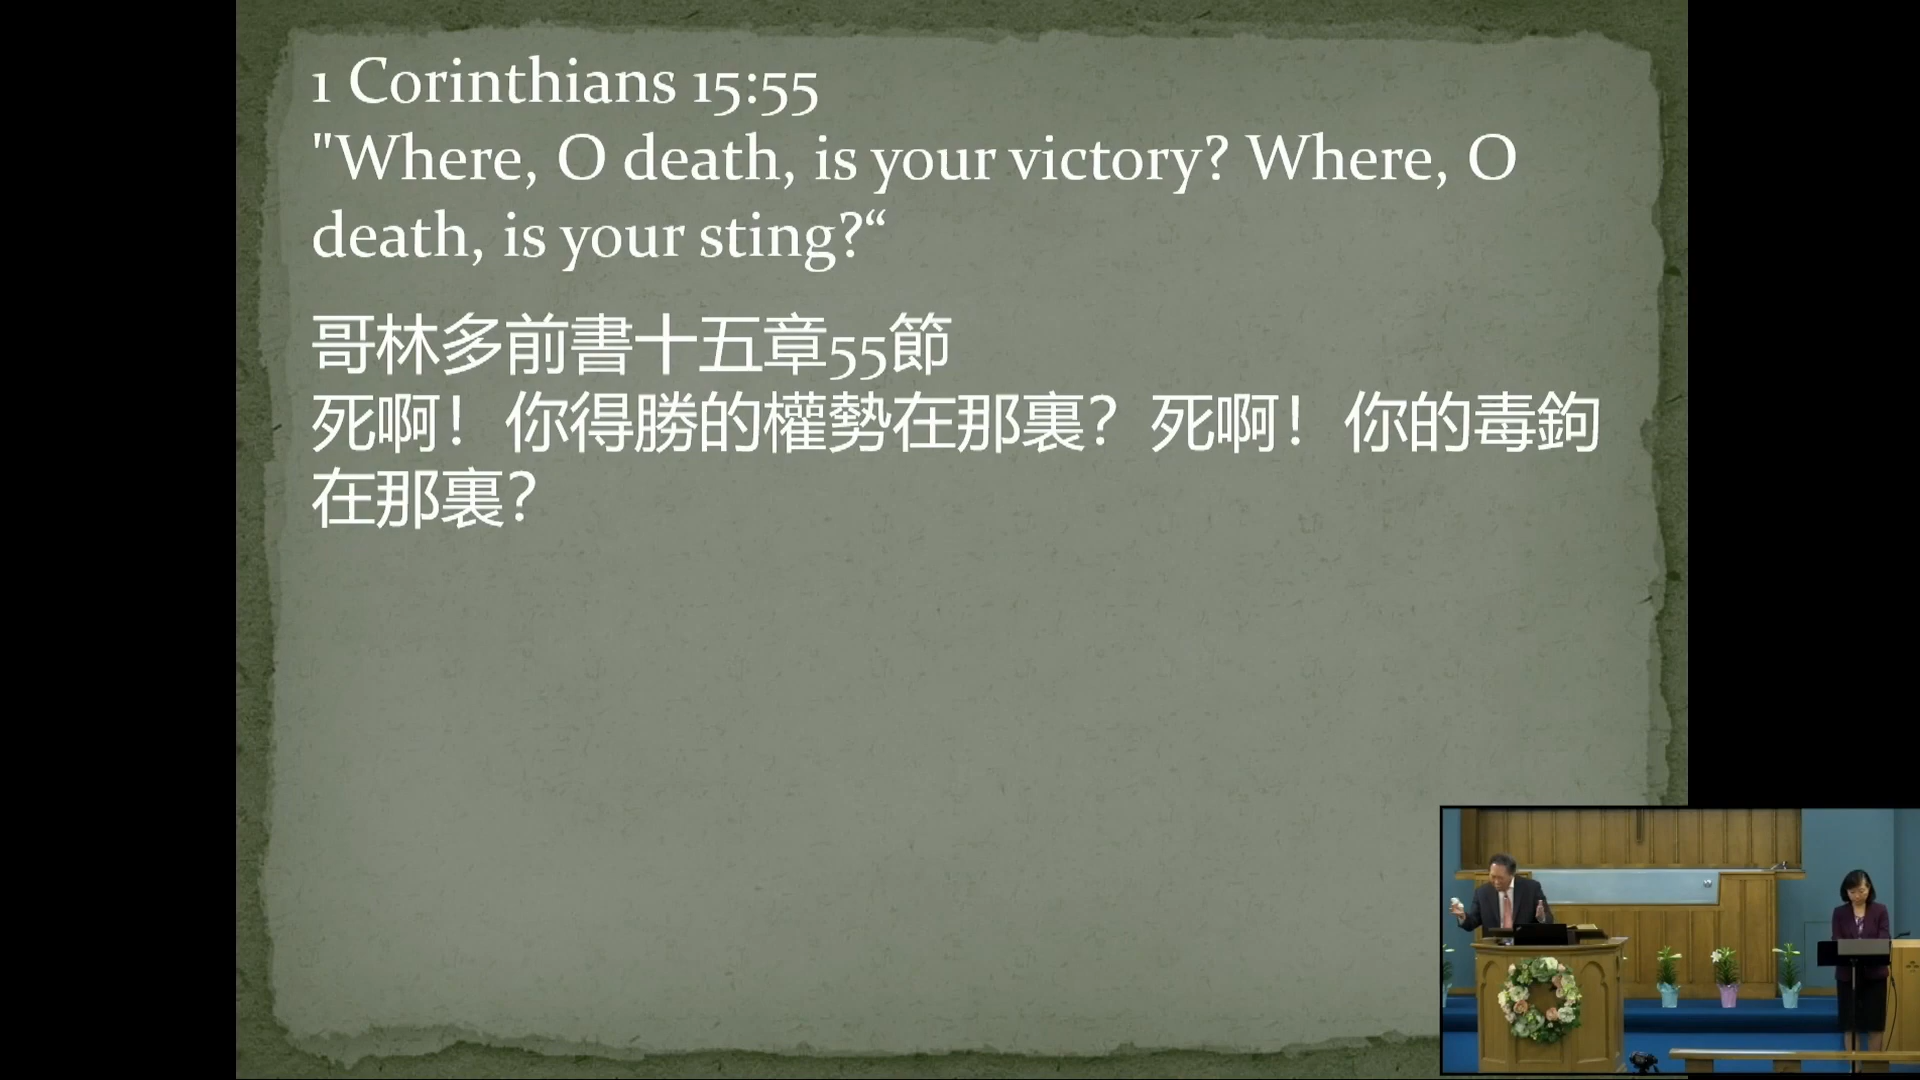 1 Corinthians 15:55
"Where, O death, is your victory? Where, O
death, is your sting?“
哥林多前書十五章55節
死啊！你得勝的權勢在那裏？死啊！你的毒鉤
在那裏？